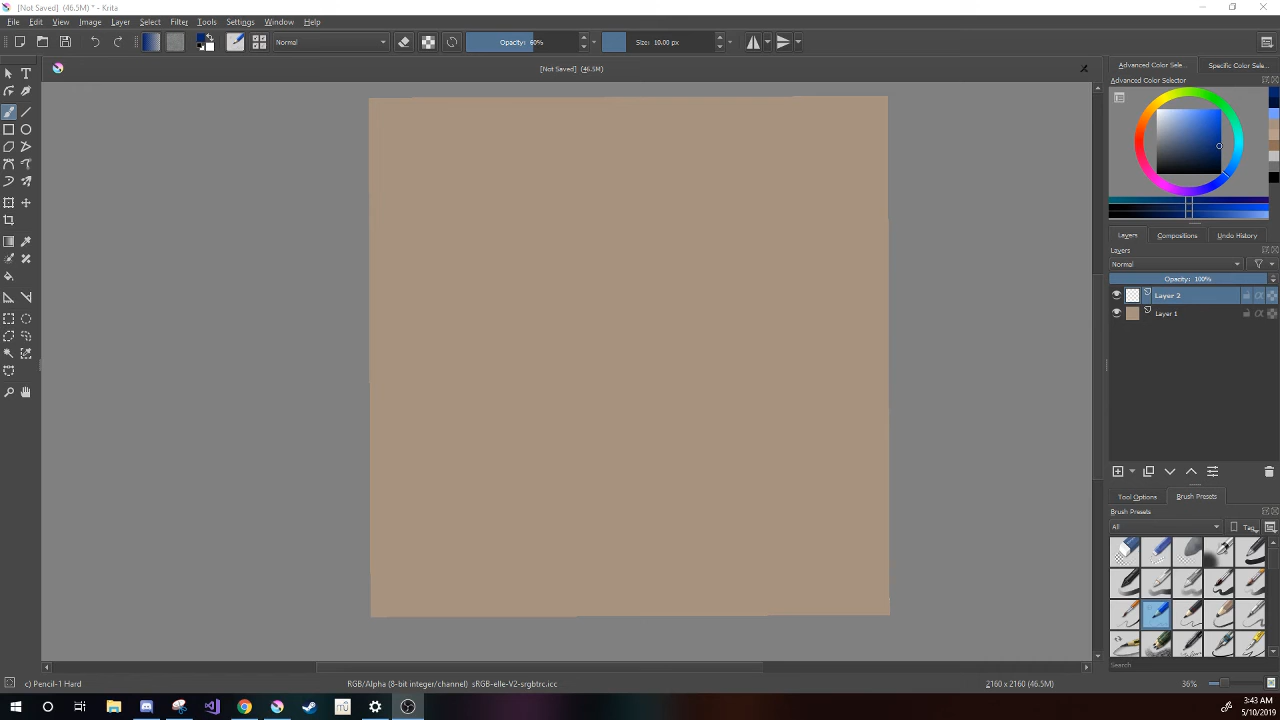 [Not Saved] (46.5M) * - Krita
File Edit View Image Layer Select Filter Tools Settings Window Help
Normal Opacity: 60% Size: 10.00 px
[Not Saved] (46.5M)
Advanced Color Sele... Specific Color Sele...
Advanced Color Selector
Layers Compositions Undo History
Layers
Normal
Opacity: 100%
Layer 2
Layer 1
Tool Options Brush Presets
Brush Presets
All Tag
Search
c) Pencil-1 Hard RGB/Alpha (8-bit integer/channel) sRGB-elle-V2-srgbtrc.icc 2160 x 2160 (46.5M) 36%
3:43 AM
5/10/2019